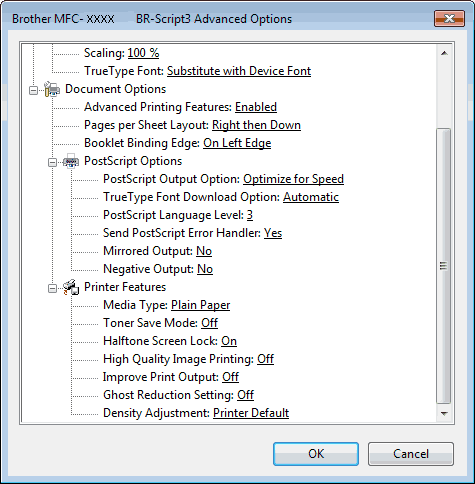 Brother MFC- XXXX BR-Script3 Advanced Options
Scaling: 100 %
TrueType Font: Substitute with Device Font
Document Options
Advanced Printing Features: Enabled
Pages per Sheet Layout: Right then Down
Booklet Binding Edge: On Left Edge
PostScript Options
PostScript Output Option: Optimize for Speed
TrueType Font Download Option: Automatic
PostScript Language Level: 3
Send PostScript Error Handler: Yes
Mirrored Output: No
Negative Output: No
Printer Features
Media Type: Plain Paper
Toner Save Mode: Off
Halftone Screen Lock: On
High Quality Image Printing: Off
Improve Print Output: Off
Ghost Reduction Setting: Off
Density Adjustment: Printer Default
OK Cancel